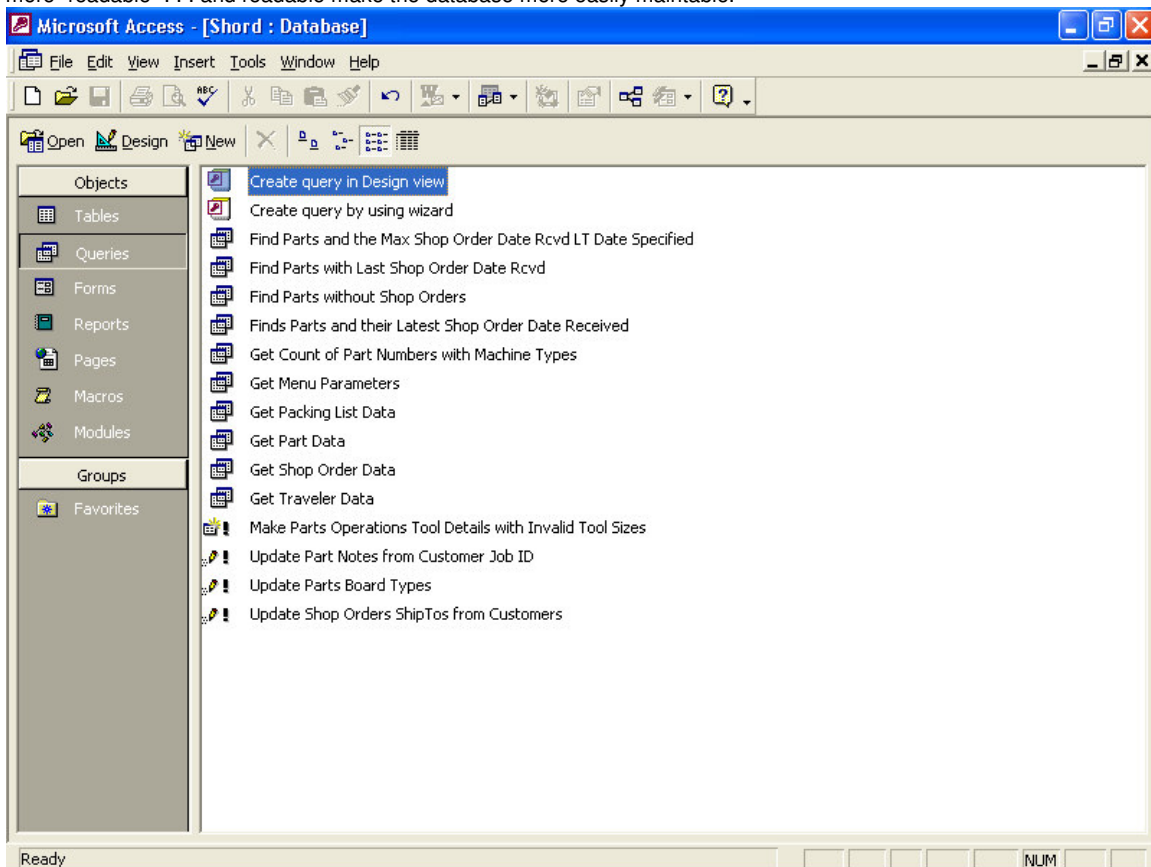 more "readable"... and readable make the database more easily maintable.
Microsoft Access - [Shord : Database]
File Edit View Insert Tools Window Help
Open Design New
Objects
Tables
Queries
Forms
Reports
Pages
Macros
Modules
Groups
Favorites
Create query in Design view
Create query by using wizard
Find Parts and the Max Shop Order Date Rcvd LT Date Specified
Find Parts with Last Shop Order Date Rcvd
Find Parts without Shop Orders
Finds Parts and their Latest Shop Order Date Received
Get Count of Part Numbers with Machine Types
Get Menu Parameters
Get Packing List Data
Get Part Data
Get Shop Order Data
Get Traveler Data
Make Parts Operations Tool Details with Invalid Tool Sizes
Update Part Notes from Customer Job ID
Update Parts Board Types
Update Shop Orders ShipTos from Customers
Ready NUM